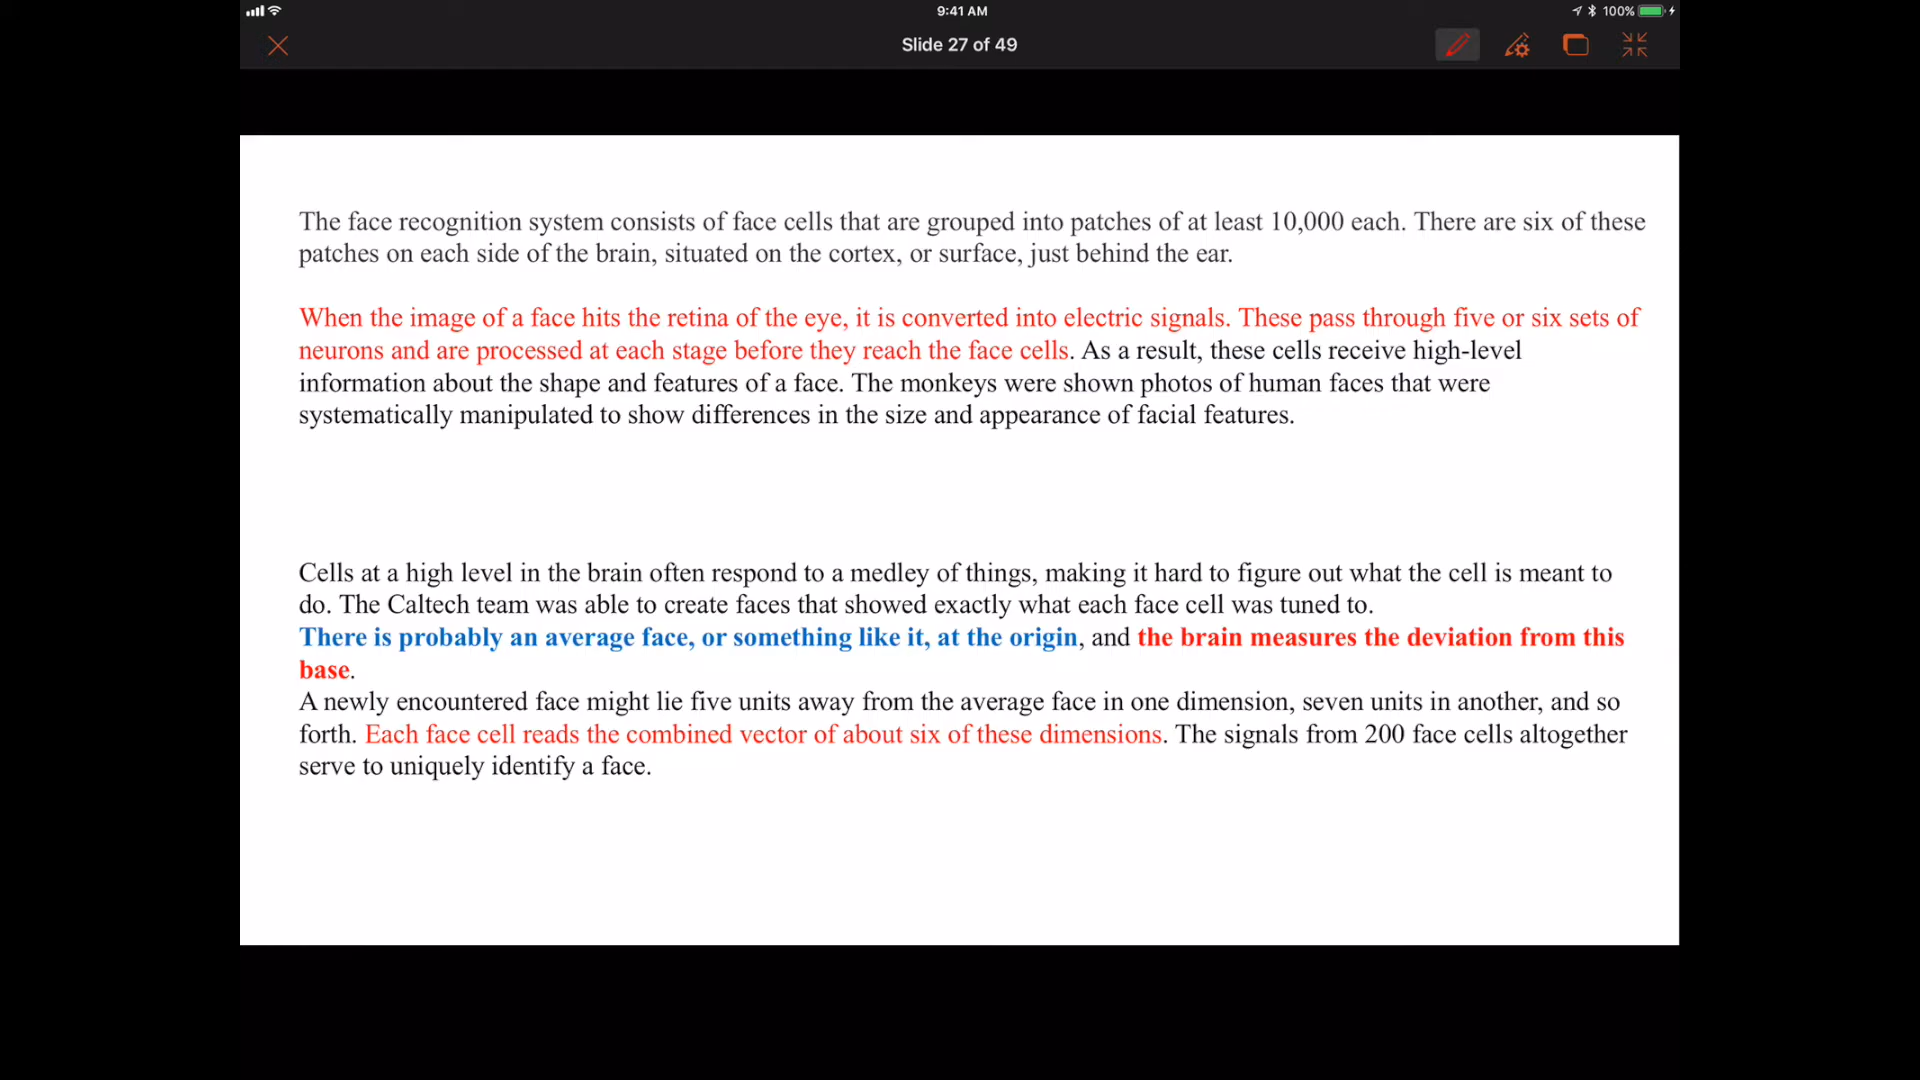 9:41 AM
100%
Slide 27 of 49
The face recognition system consists of face cells that are grouped into patches of at least 10,000 each. There are six of these
patches on each side of the brain, situated on the cortex, or surface, just behind the ear.
When the image of a face hits the retina of the eye, it is converted into electric signals. These pass through five or six sets of
neurons and are processed at each stage before they reach the face cells. As a result, these cells receive high-level
information about the shape and features of a face. The monkeys were shown photos of human faces that were
systematically manipulated to show differences in the size and appearance of facial features.
Cells at a high level in the brain often respond to a medley of things, making it hard to figure out what the cell is meant to
do. The Caltech team was able to create faces that showed exactly what each face cell was tuned to.
There is probably an average face, or something like it, at the origin, and the brain measures the deviation from this
base.
A newly encountered face might lie five units away from the average face in one dimension, seven units in another, and so
forth. Each face cell reads the combined vector of about six of these dimensions. The signals from 200 face cells altogether
serve to uniquely identify a face.